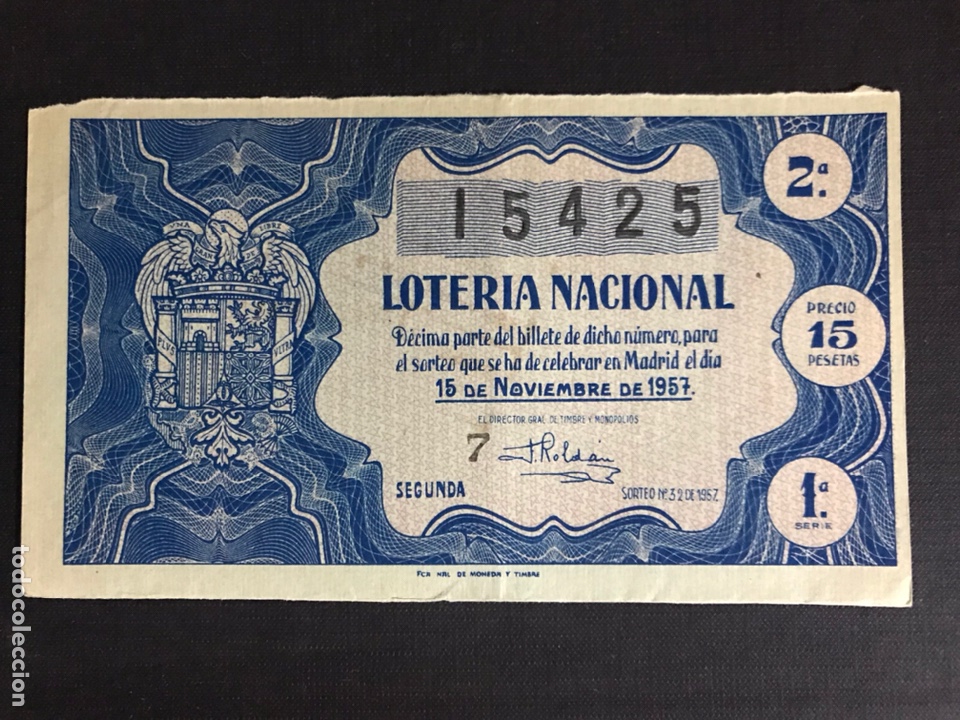 15425
LOTERIA NACIONAL
Décima parte del billete de dicho número, para
el sorteo que se ha de celebrar en Madrid el día
15 DE NOVIEMBRE DE 1957.
EL DIRECTOR GRAL. DE TIMBRE Y MONOPOLIOS
7 J. Roldán
SEGUNDA
SORTEO Nº 32 DE 1957
2ª.
PRECIO
15
PESETAS
1ª.
SERIE
UNA GRANDE LIBRE
PLUS ULTRA
FCA NAL DE MONEDA Y TIMBRE
todocoleccion